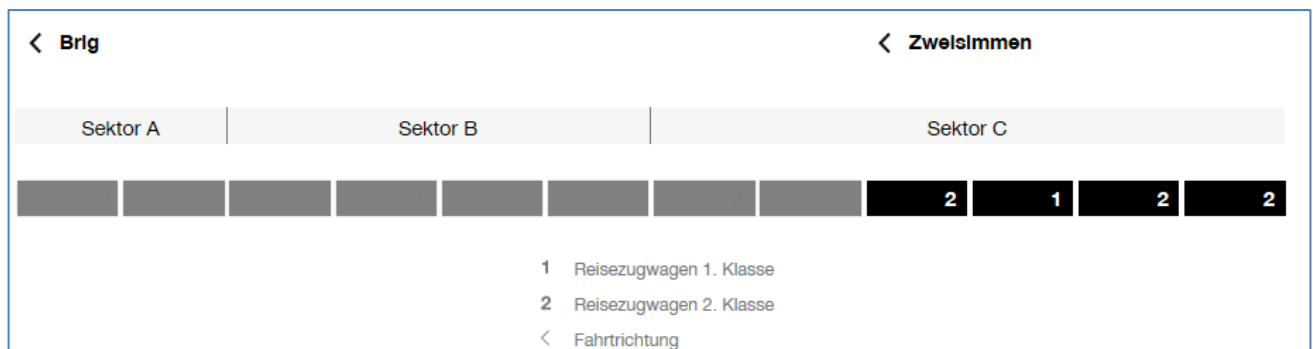 < Brig < Zweisimmen
Sektor A Sektor B Sektor C
2 1 2 2
1 Reisezugwagen 1. Klasse
2 Reisezugwagen 2. Klasse
< Fahrtrichtung